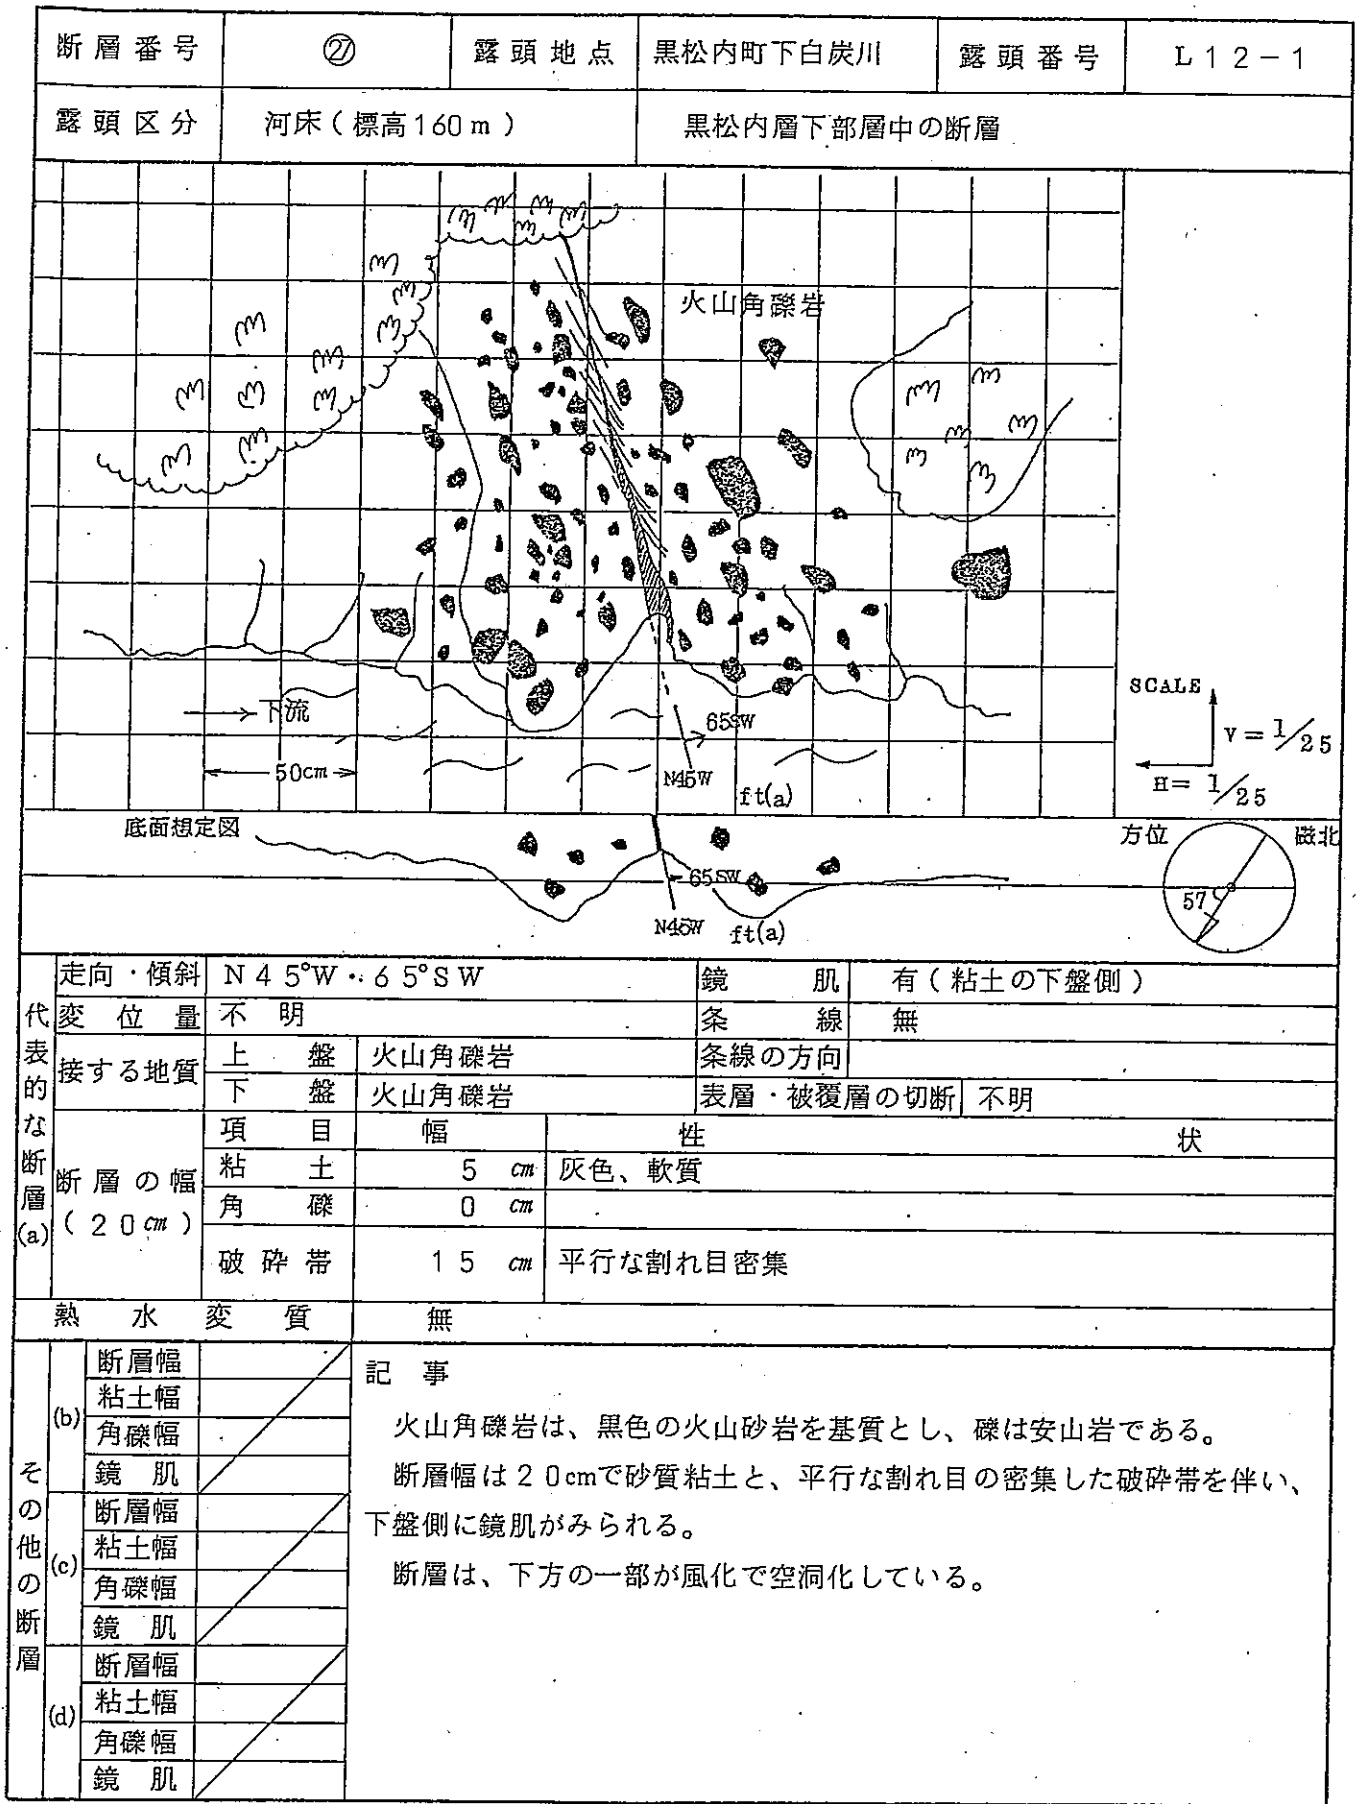 断層番号 ㉗ 露頭地点 黒松内町下白炭川 露頭番号 L12-1
露頭区分 河床(標高160m) 黒松内層下部層中の断層
火山角礫岩
下流
50cm
65SW
N45W
ft(a)
SCALE
V=1/25
H=1/25
底面想定図
65SW
N45W
ft(a)
方位 磁北
57
代表的な断層(a)
走向・傾斜 N45°W・65°SW 鏡肌 有(粘土の下盤側)
変位量 不明 条線 無
接する地質 上盤 火山角礫岩 条線の方向
下盤 火山角礫岩 表層・被覆層の切断 不明
断層の幅(20cm) 項目 幅 性状
粘土 5cm 灰色、軟質
角礫 0cm
破砕帯 15cm 平行な割れ目密集
熱水変質 無
その他の断層
(b) 断層幅
粘土幅
角礫幅
鏡肌
(c) 断層幅
粘土幅
角礫幅
鏡肌
(d) 断層幅
粘土幅
角礫幅
鏡肌
記事
火山角礫岩は、黒色の火山砂岩を基質とし、礫は安山岩である。
断層幅は20cmで砂質粘土と、平行な割れ目の密集した破砕帯を伴い、
下盤側に鏡肌がみられる。
断層は、下方の一部が風化で空洞化している。